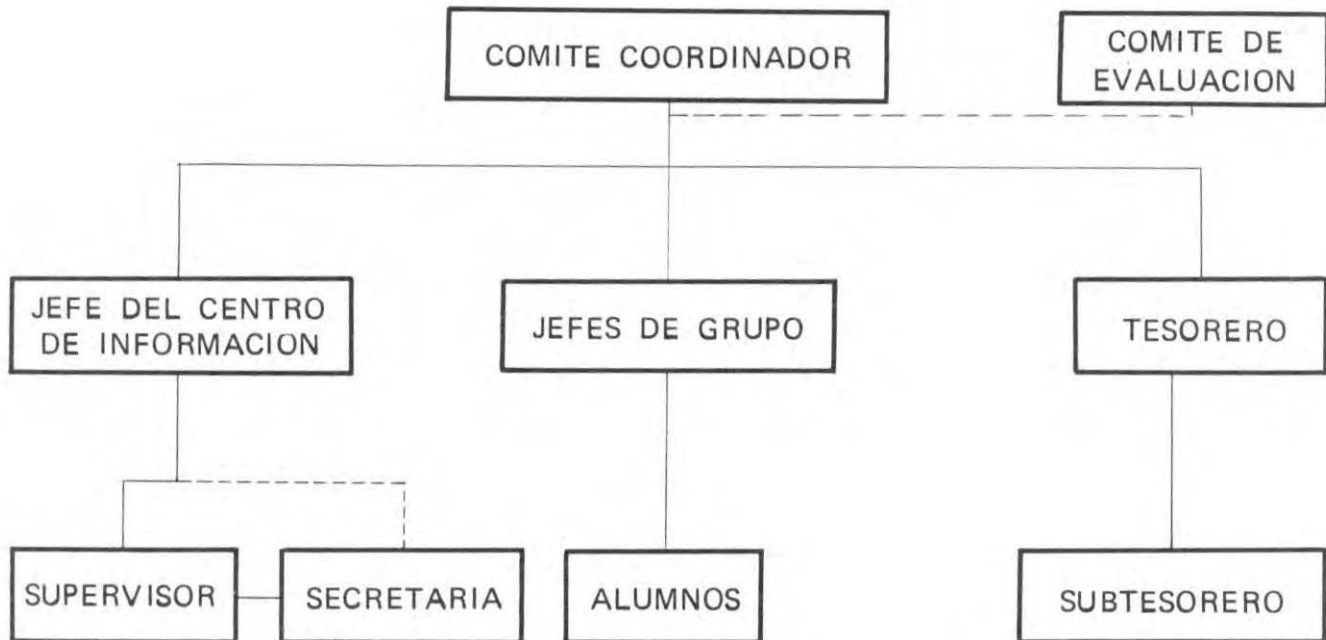 COMITE COORDINADOR
COMITE DE
EVALUACION
JEFE DEL CENTRO
DE INFORMACION
JEFES DE GRUPO
TESORERO
SUPERVISOR
SECRETARIA
ALUMNOS
SUBTESORERO